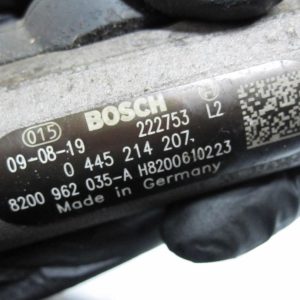 015 BOSCH
09-08-19 222753 L2
0 445 214 207
8200 962 035-A H8200610223
Made in Germany